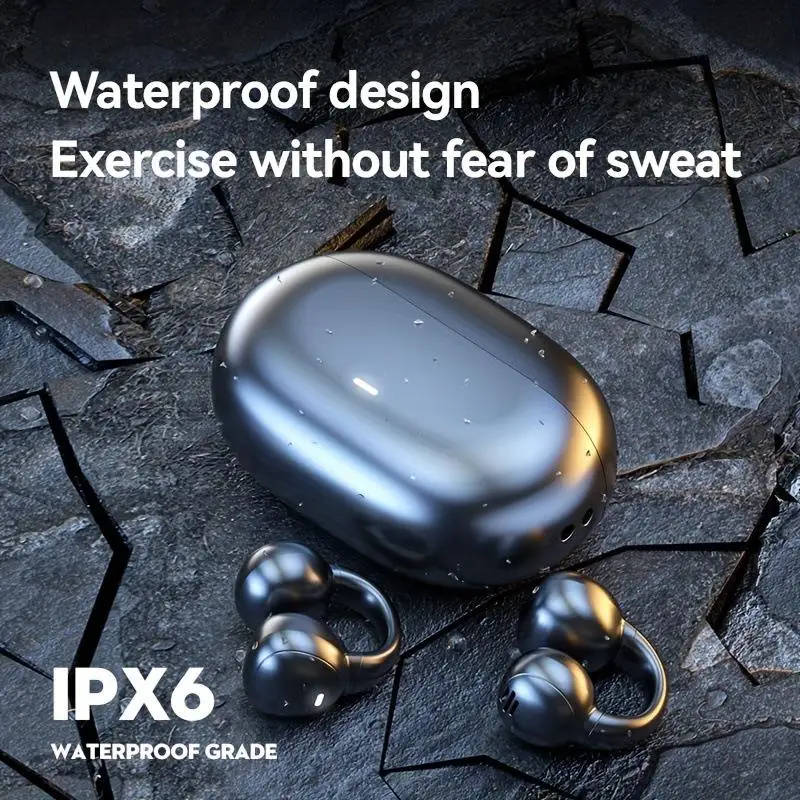 Waterproof design
Exercise without fear of sweat
IPX6
WATERPROOF GRADE